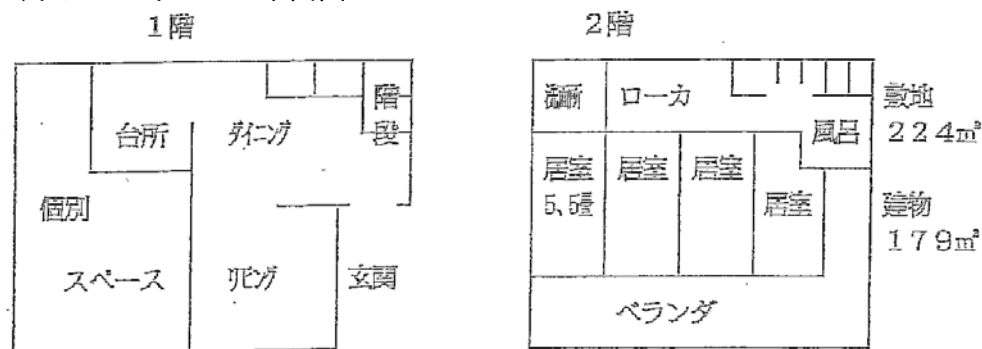 1階
台所
ダイニング
階
段
個別
スペース
リビング
玄関
2階
ローカ
風呂
居室
5.5畳
居室
居室
居室
ベランダ
敷地
224㎡
建物
179㎡